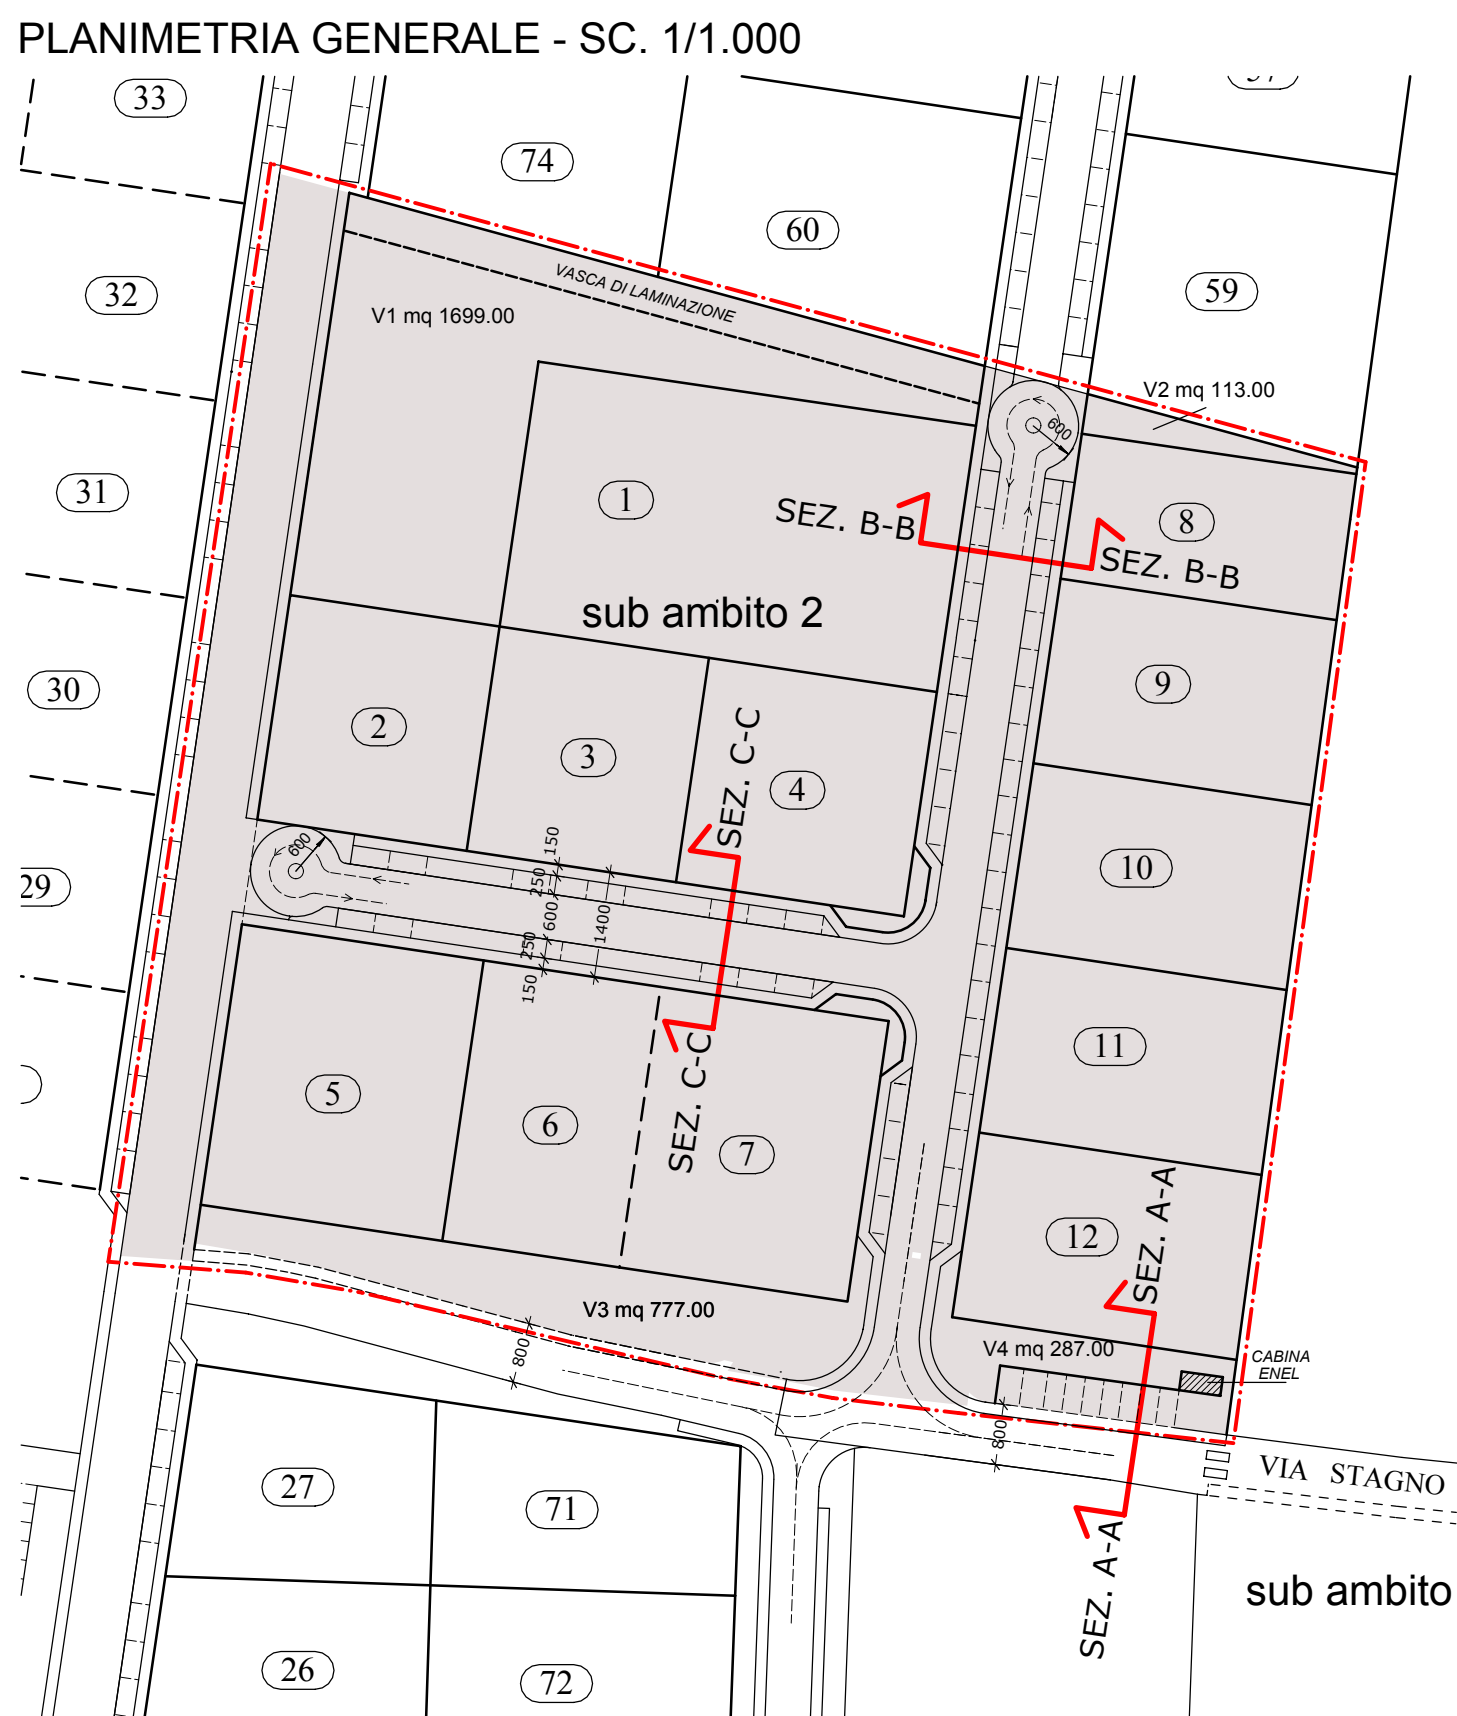 PLANIMETRIA GENERALE - SC. 1/1.000
33
74
60
32
59
VASCA DI LAMINAZIONE
V1 mq 1699.00
V2 mq 113.00
600
31
1
SEZ. B-B
8
SEZ. B-B
sub ambito 2
30
9
2
3
4
SEZ. C-C
10
29
600
150
250
600
1400
250
150
11
5
6
7
SEZ. C-C
12
SEZ. A-A
V3 mq 777.00
V4 mq 287.00
CABINA
ENEL
800
800
VIA STAGNO
27
71
SEZ. A-A
sub ambito
26
72